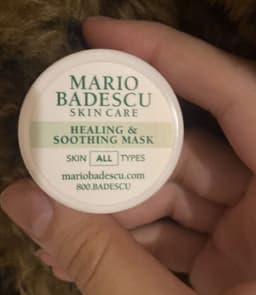 MARIO
BADESCU
SKIN CARE
HEALING &
SOOTHING MASK
SKIN ALL TYPES
mariobadescu.com
800.BADESCU